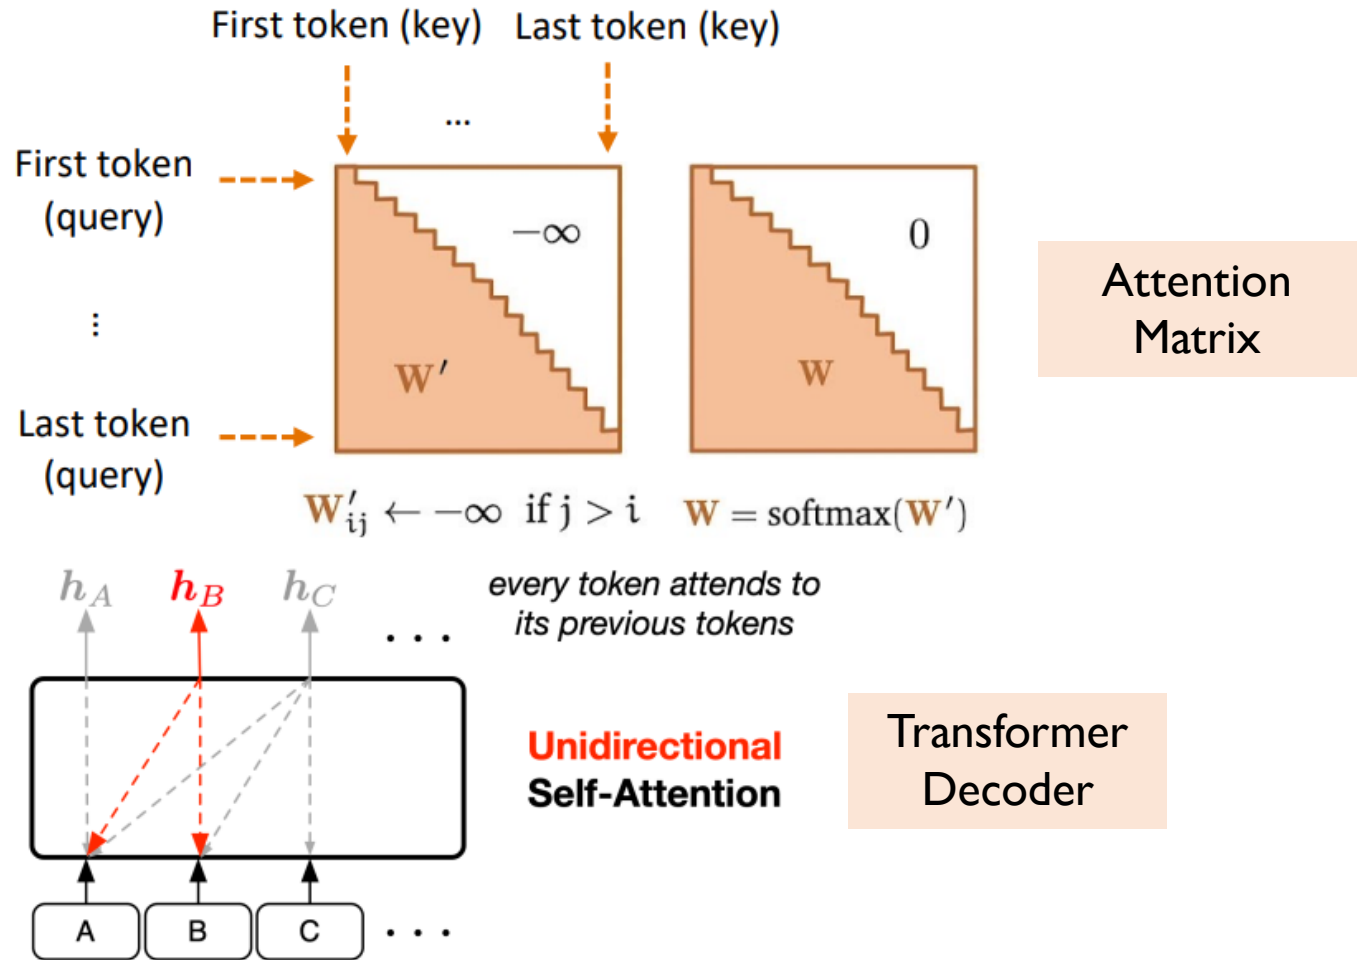 First token (key) Last token (key)
...
First token
(query)
⋮
Last token
(query)
−∞
W′
0
W
W′ij ← −∞ if j > i
W = softmax(W′)
Attention
Matrix
hA hB hC
. . .
every token attends to
its previous tokens
Unidirectional
Self-Attention
Transformer
Decoder
A B C . . .